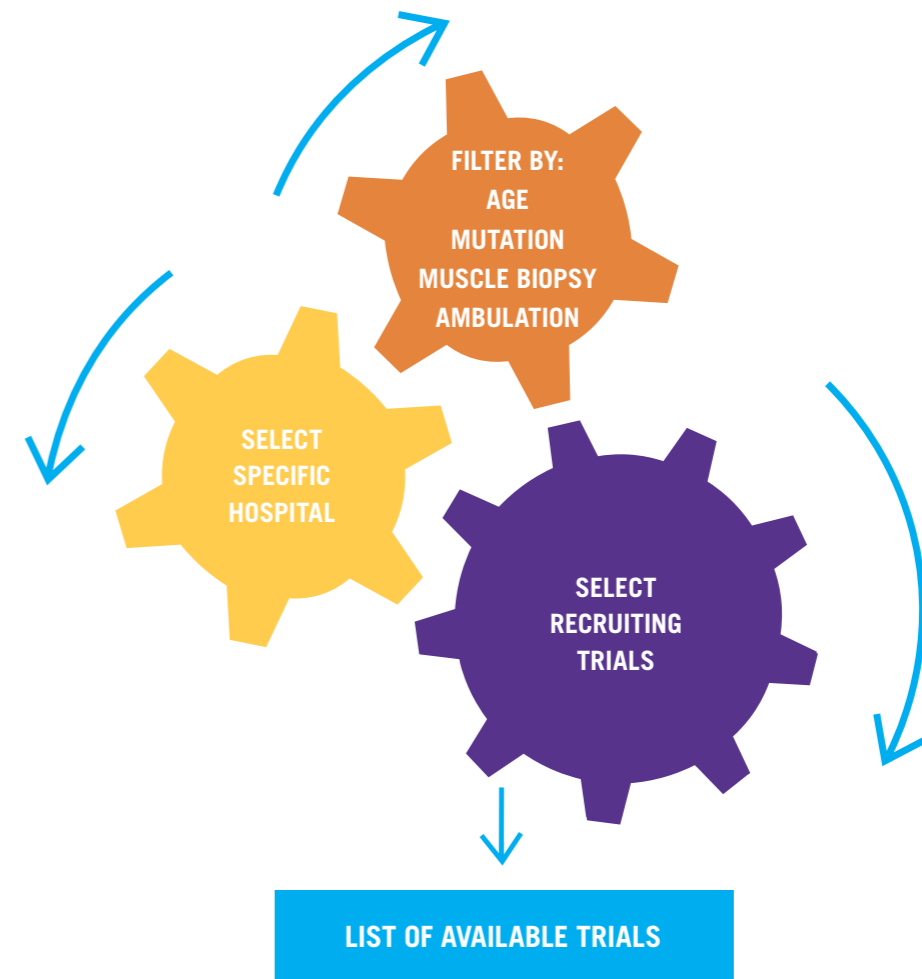 FILTER BY:
AGE
MUTATION
MUSCLE BIOPSY
AMBULATION
SELECT
SPECIFIC
HOSPITAL
SELECT
RECRUITING
TRIALS
LIST OF AVAILABLE TRIALS